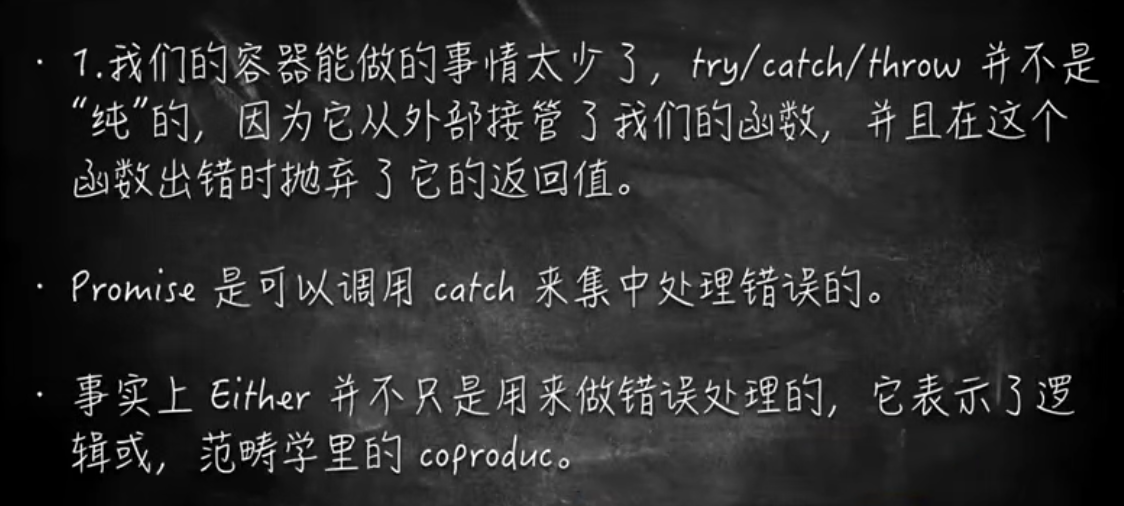 · 1.我们的容器能做的事情太少了，try/catch/throw 并不是
“纯”的，因为它从外部接管了我们的函数，并且在这个
函数出错时抛弃了它的返回值。
· Promise 是可以调用 catch 来集中处理错误的。
· 事实上 Either 并不只是用来做错误处理的，它表示了逻
辑或，范畴学里的 coproduc。